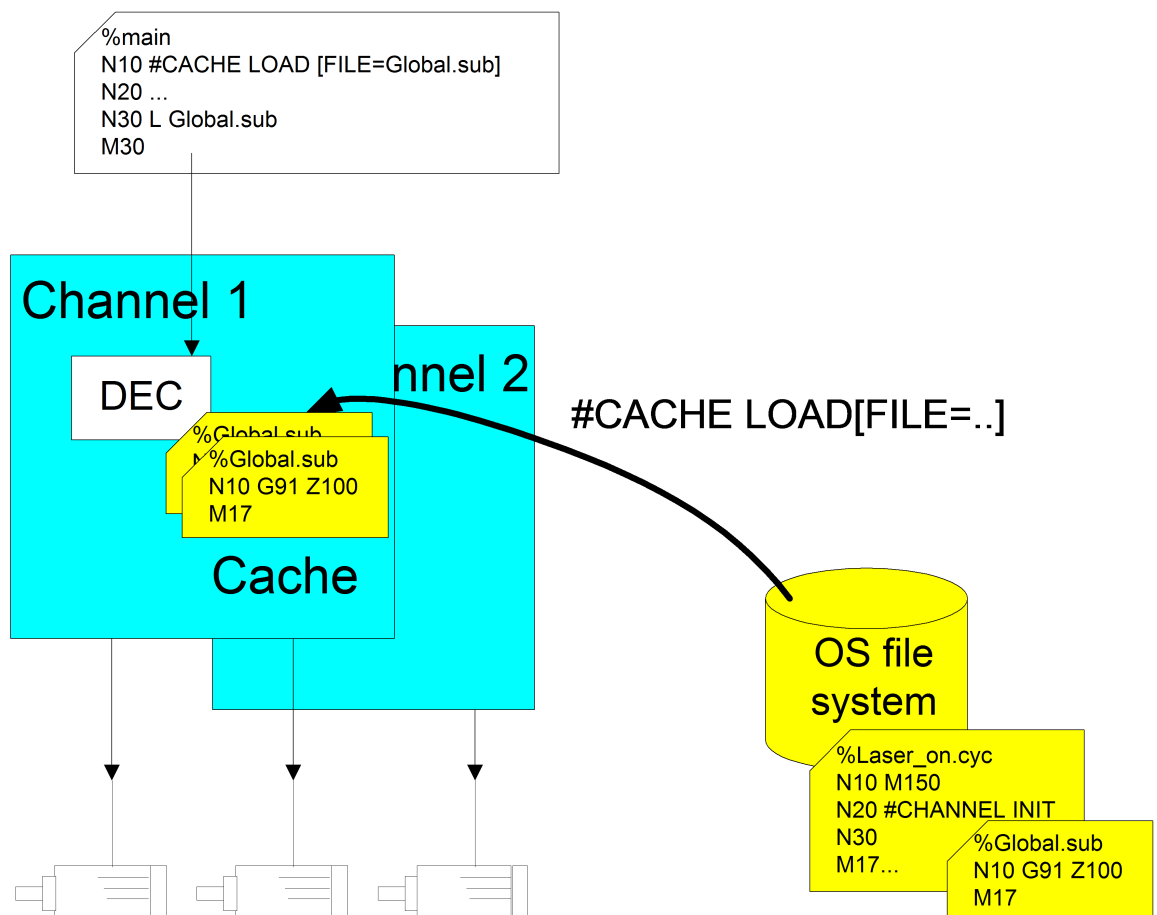 %main
N10 #CACHE LOAD [FILE=Global.sub]
N20 ...
N30 L Global.sub
M30
Channel 1
nnel 2
DEC
#CACHE LOAD[FILE=..]
%Global.sub
N
%Global.sub
N10 G91 Z100
M17
Cache
OS file
system
%Laser_on.cyc
N10 M150
N20 #CHANNEL INIT
N30
M17...
%Global.sub
N10 G91 Z100
M17